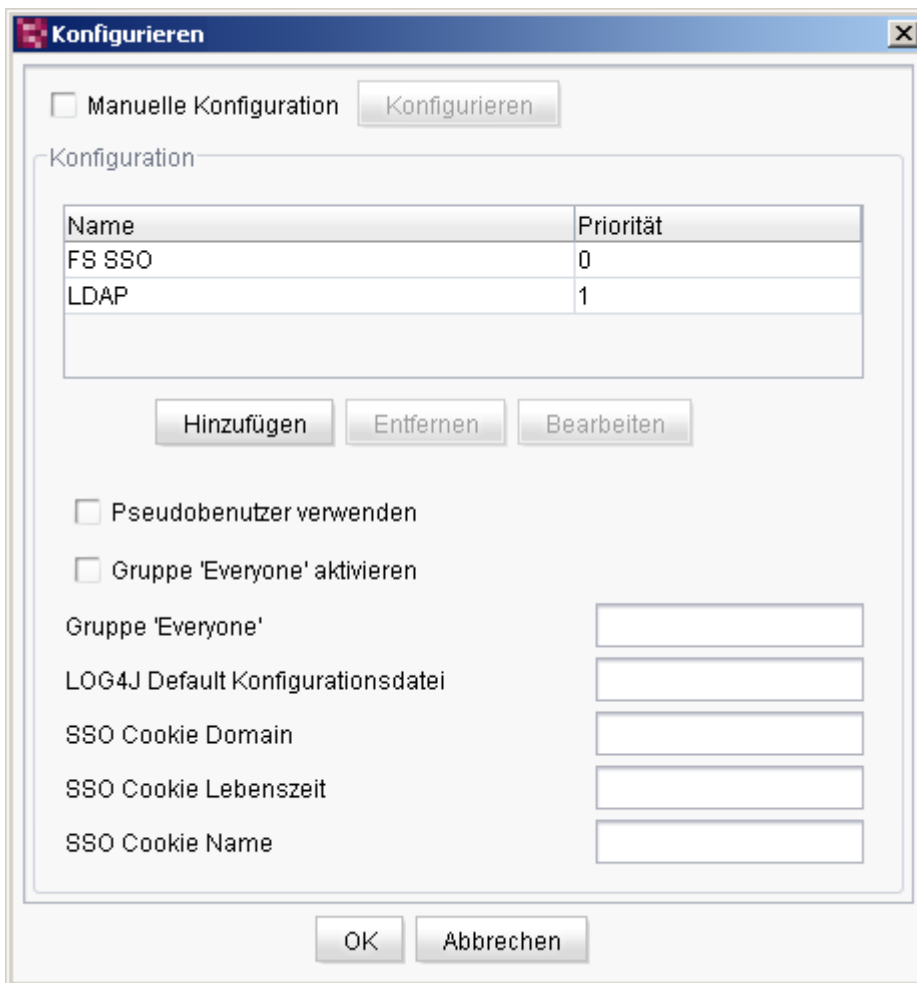 Konfigurieren
Manuelle Konfiguration Konfigurieren
Konfiguration
Name Priorität
FS SSO 0
LDAP 1
Hinzufügen Entfernen Bearbeiten
Pseudobenutzer verwenden
Gruppe 'Everyone' aktivieren
Gruppe 'Everyone'
LOG4J Default Konfigurationsdatei
SSO Cookie Domain
SSO Cookie Lebenszeit
SSO Cookie Name
OK Abbrechen